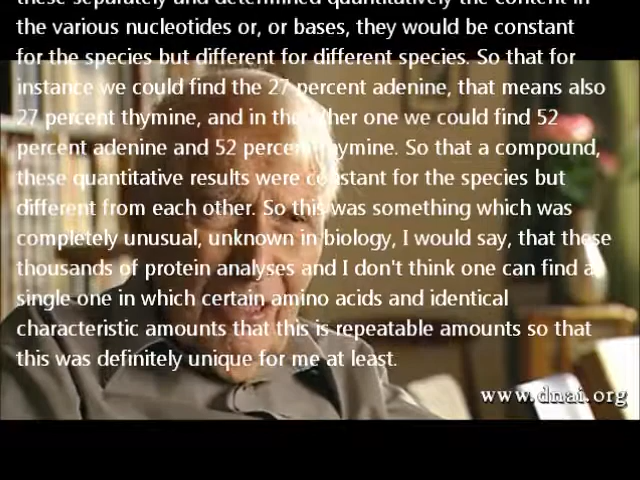 these separately and determined quantitatively the content in
the various nucleotides or, or bases, they would be constant
for the species but different for different species. So that for
instance we could find the 27 percent adenine, that means also
27 percent thymine, and in the other one we could find 52
percent adenine and 52 percent thymine. So that a compound,
these quantitative results were constant for the species but
different from each other. So this was something which was
completely unusual, unknown in biology, I would say, that these
thousands of protein analyses and I don't think one can find a
single one in which certain amino acids and identical
characteristic amounts that this is repeatable amounts so that
this was definitely unique for me at least.
www.dnai.org